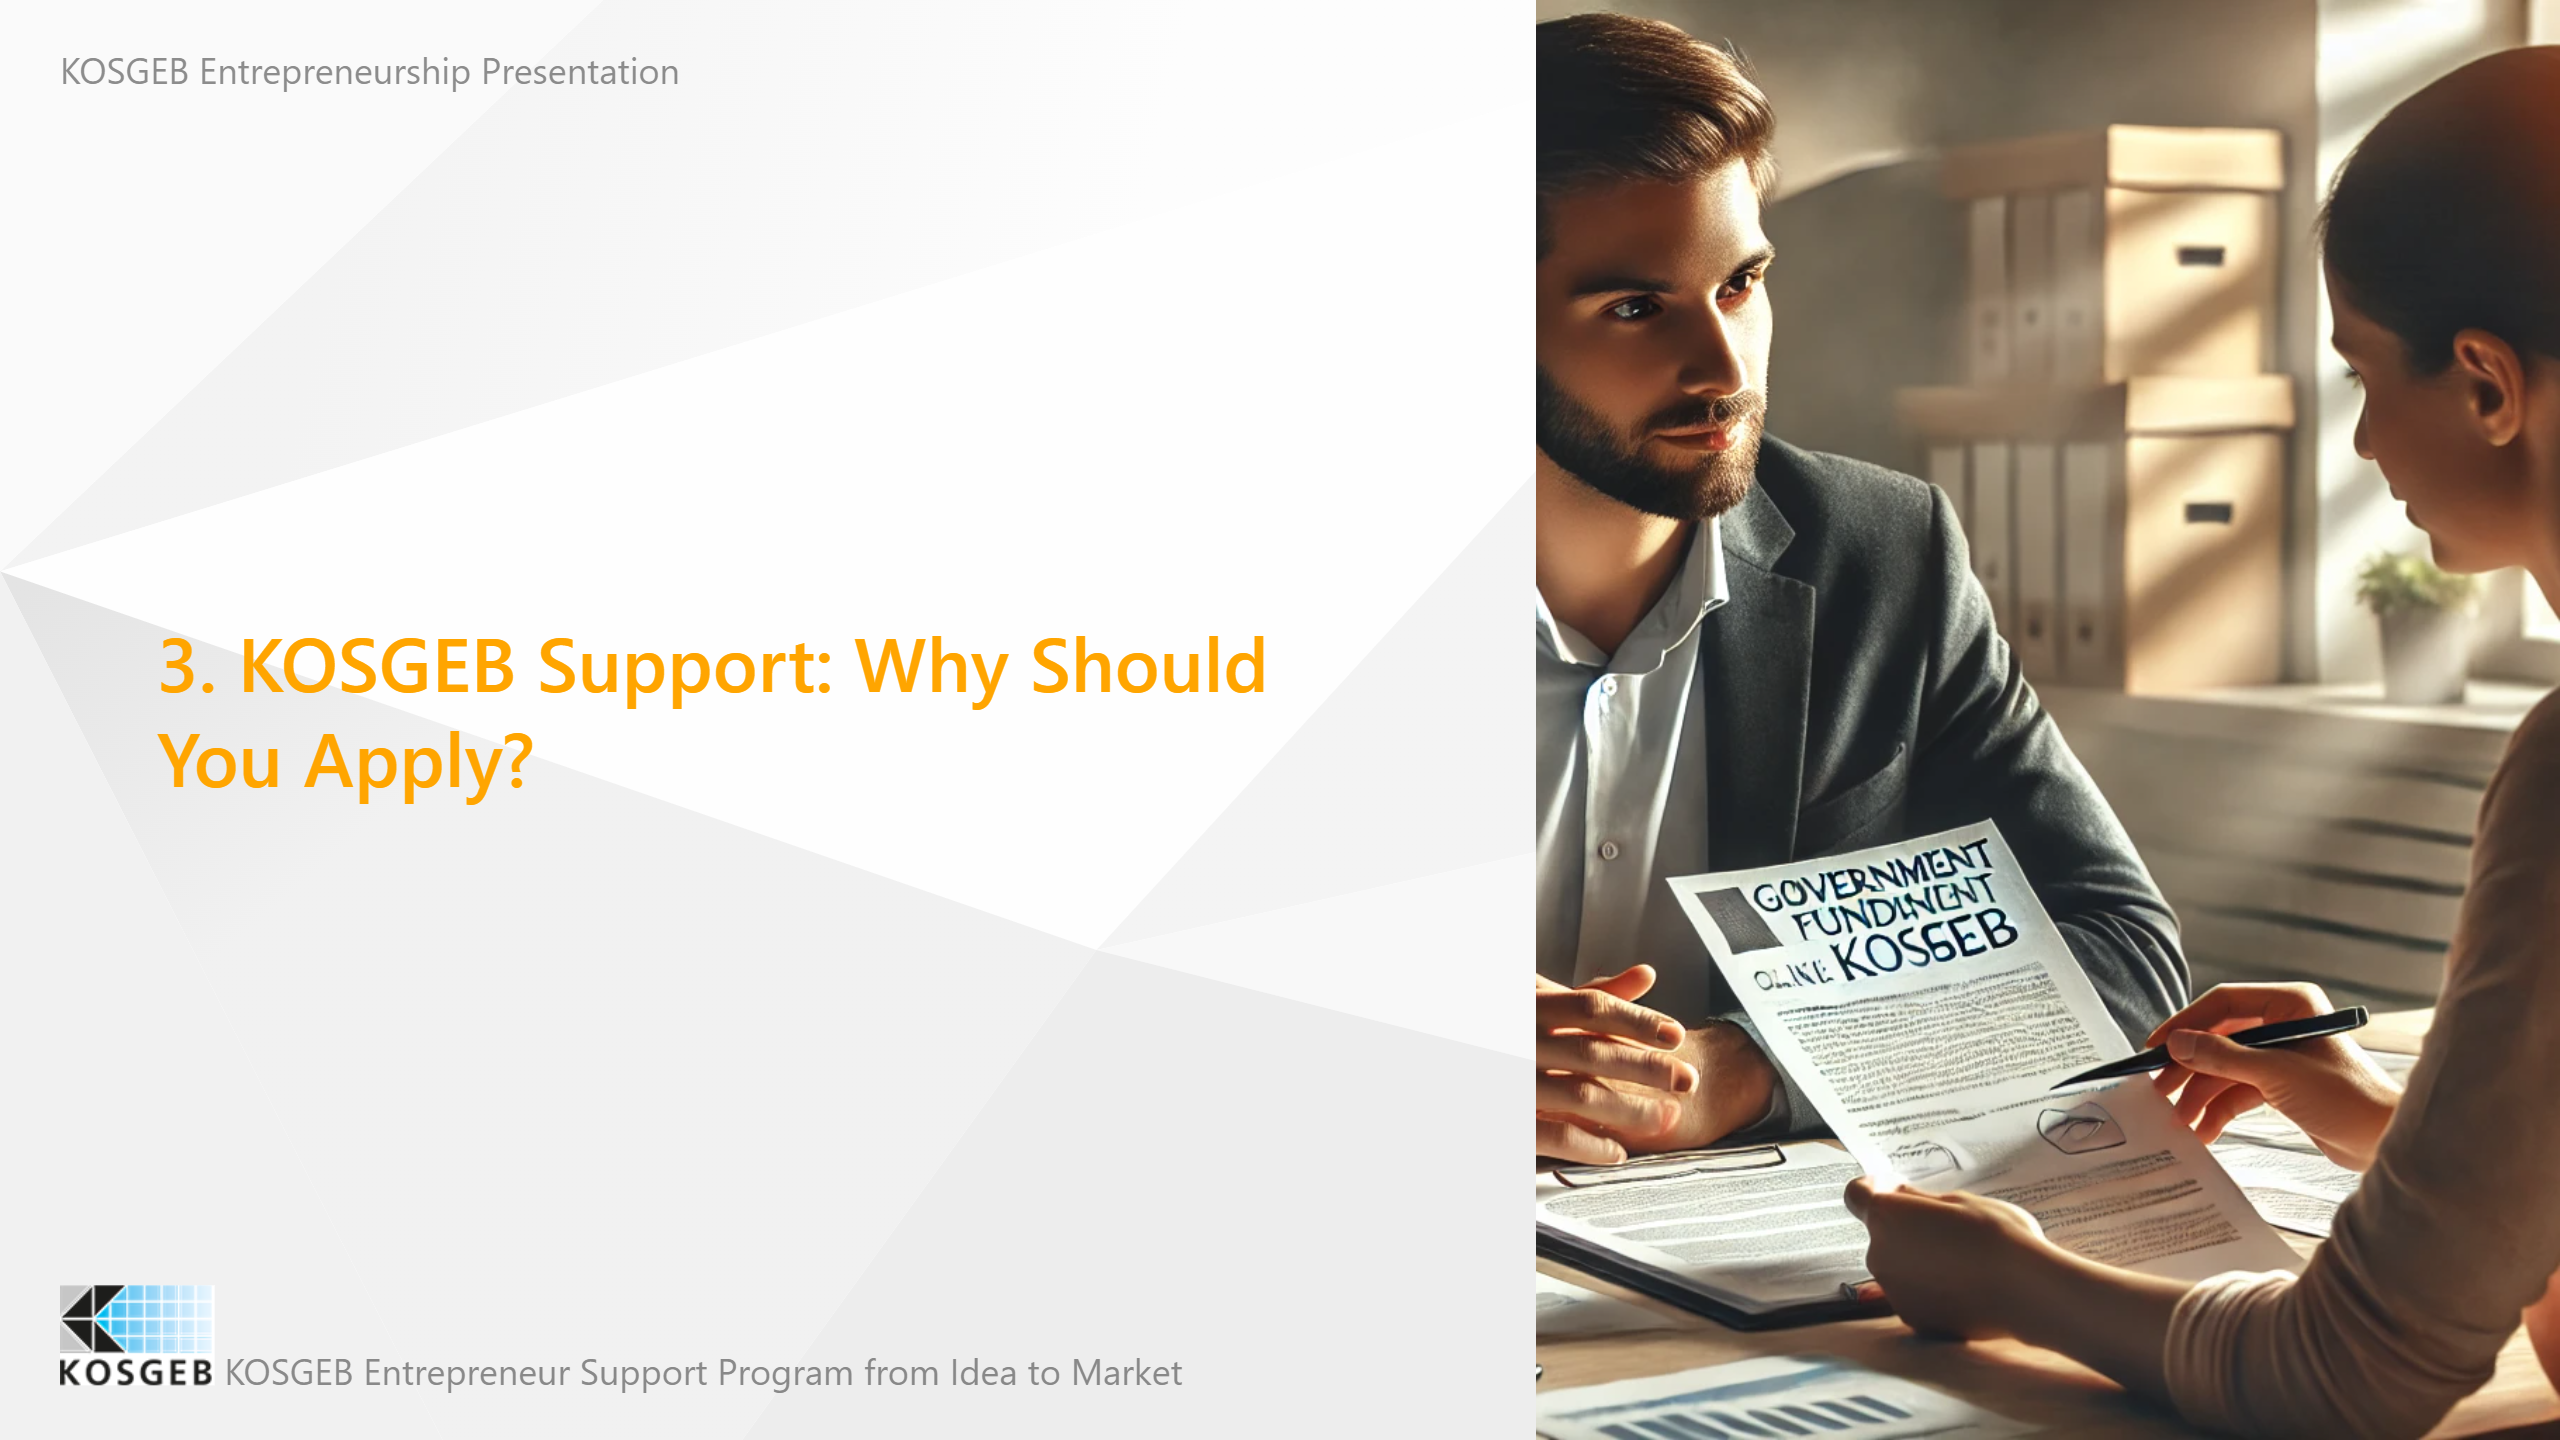 KOSGEB Entrepreneurship Presentation
3. KOSGEB Support: Why Should
You Apply?
GOVERNMENT
KOSGEB
KOSGEB Entrepreneur Support Program from Idea to Market